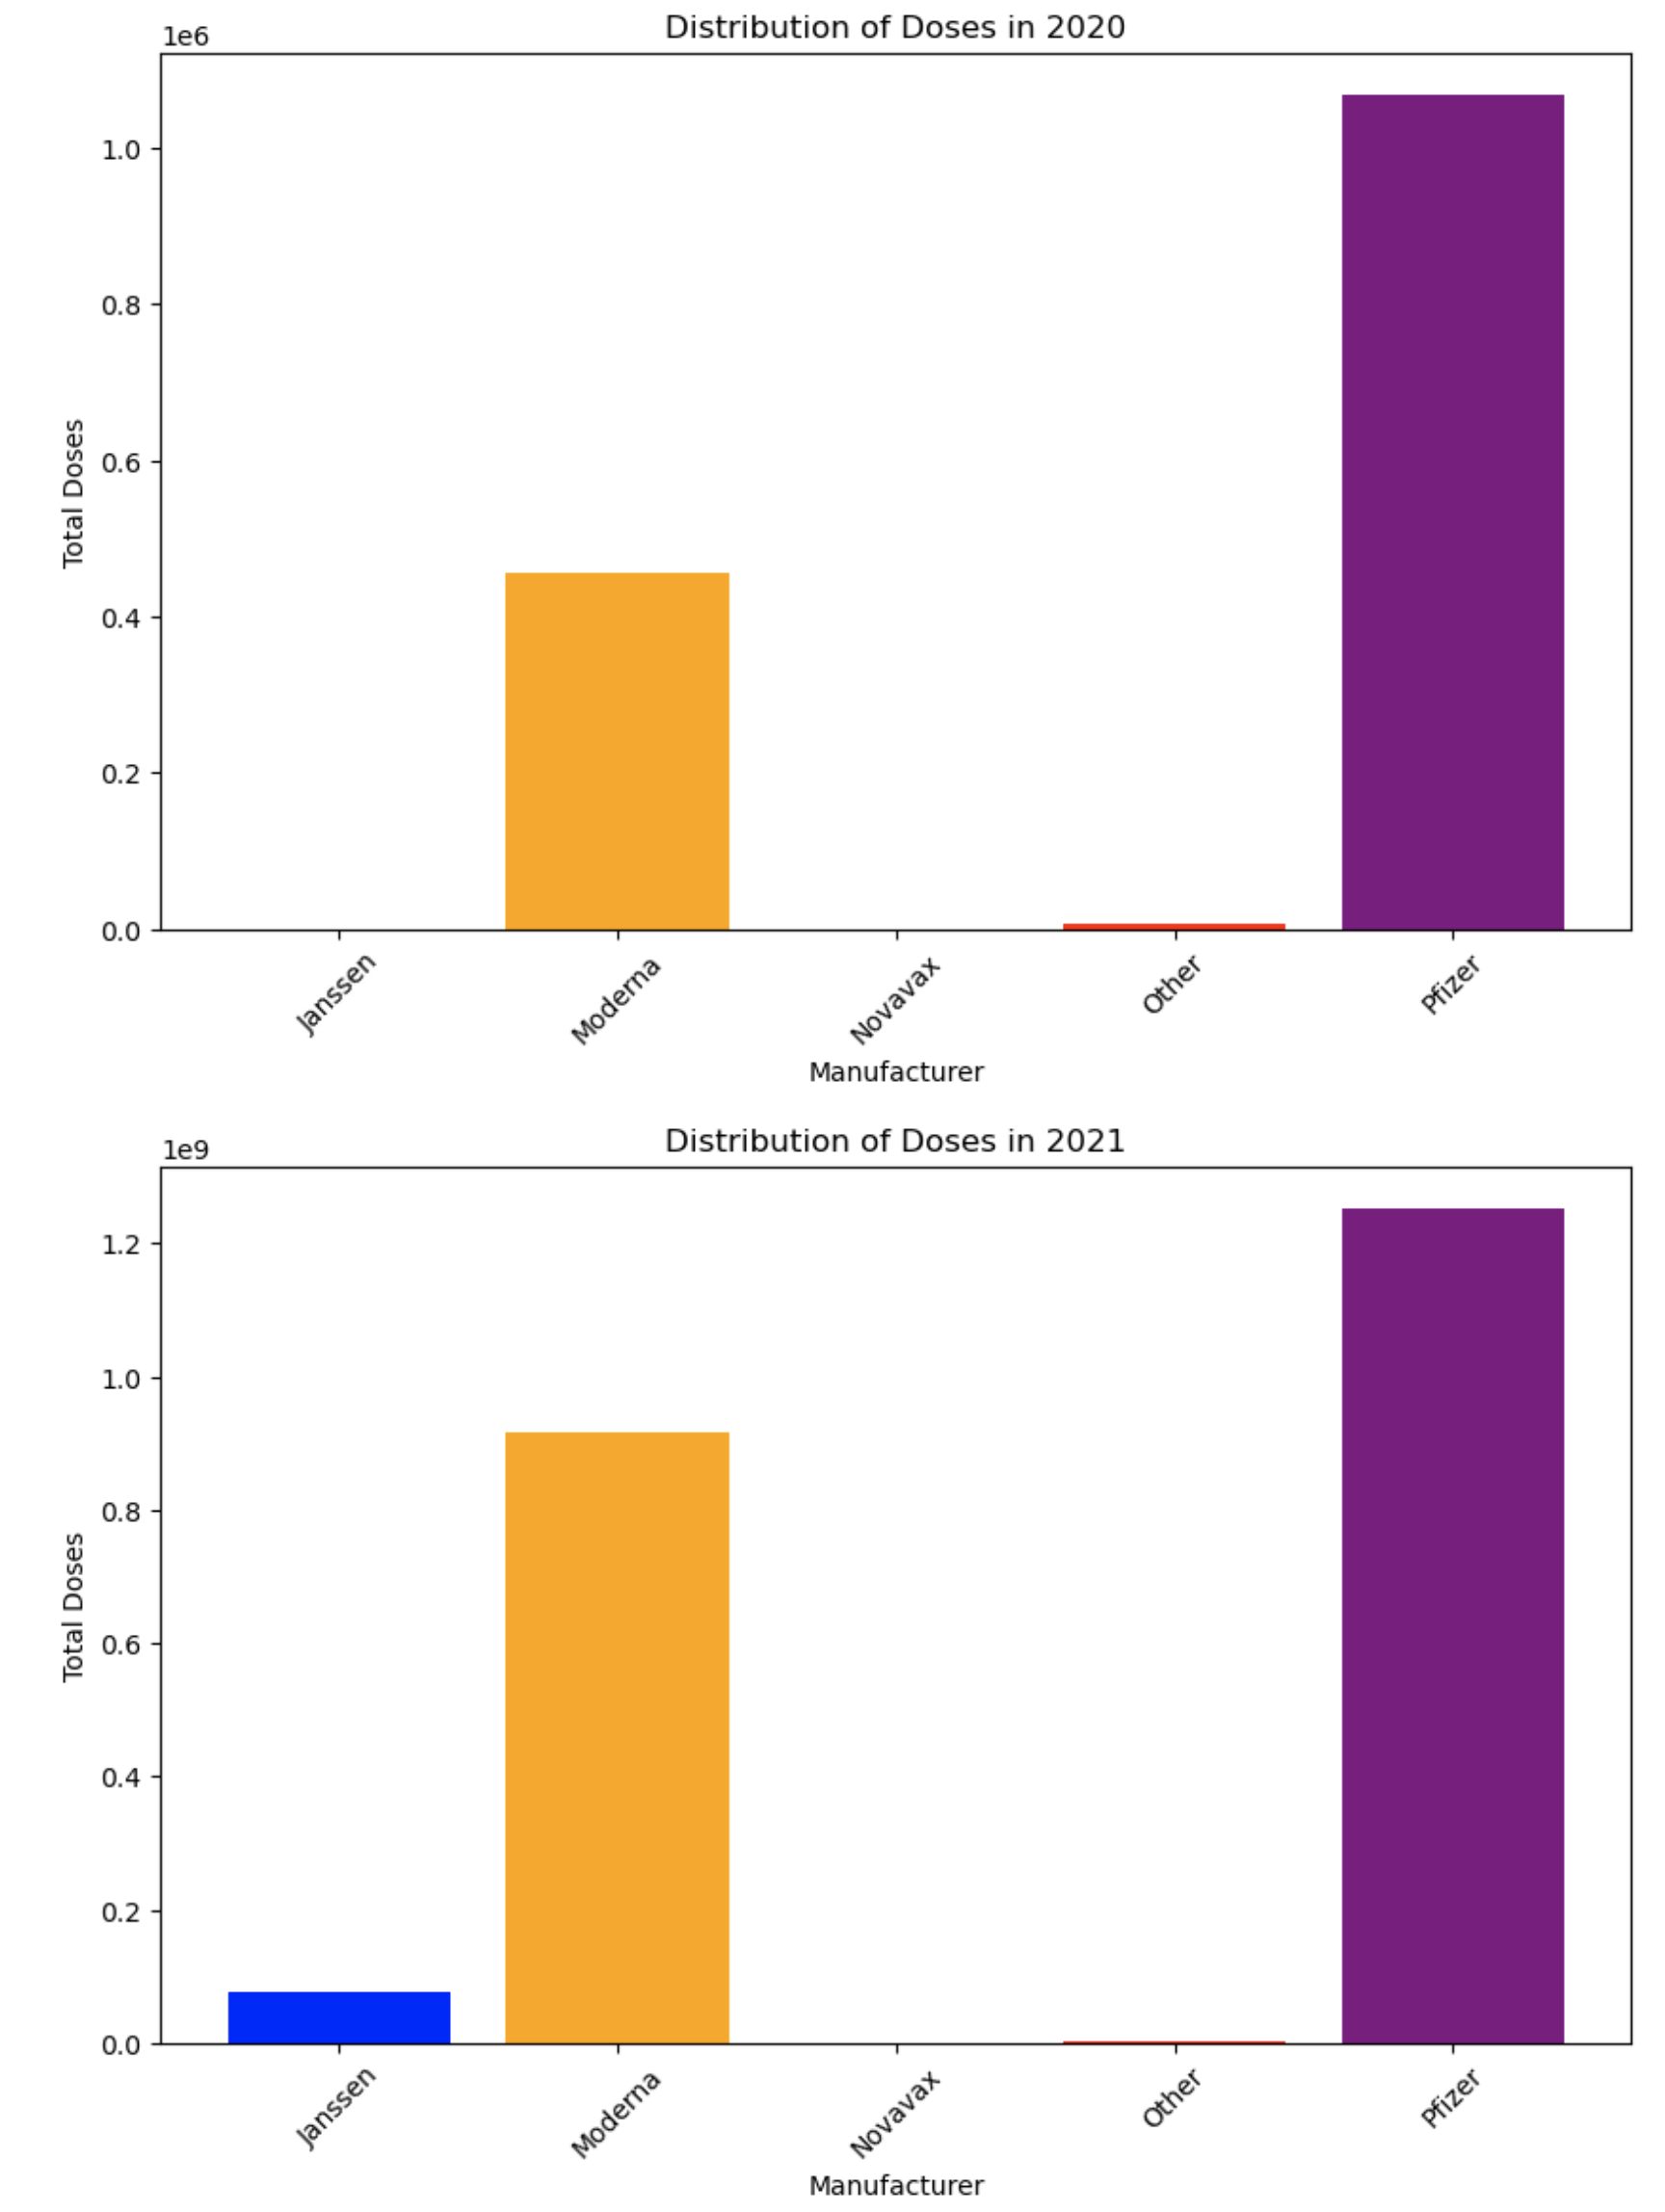 Distribution of Doses in 2020
1e6
1.0
0.8
0.6
0.4
0.2
0.0
Total Doses
Janssen
Moderna
Novavax
Other
Pfizer
Manufacturer
Distribution of Doses in 2021
1e9
1.2
1.0
0.8
0.6
0.4
0.2
0.0
Total Doses
Janssen
Moderna
Novavax
Other
Pfizer
Manufacturer